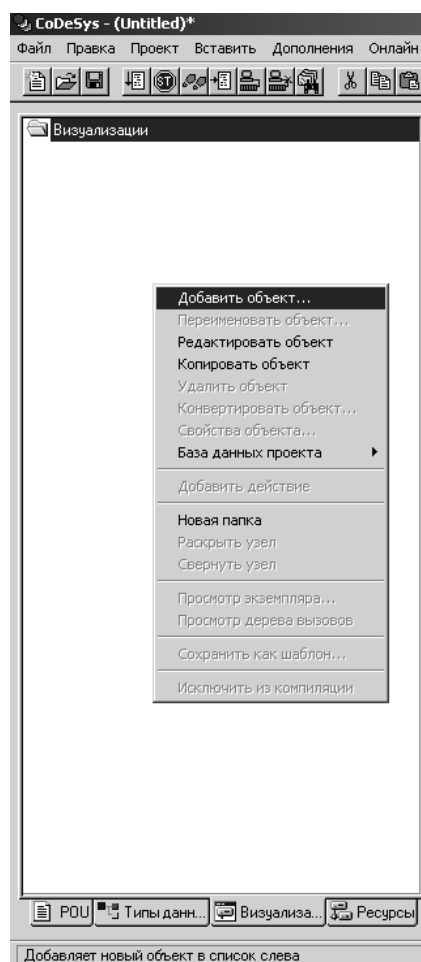 CoDeSys - (Untitled)*
Файл Правка Проект Вставить Дополнения Онлайн
Визуализации
Добавить объект...
Переименовать объект...
Редактировать объект
Копировать объект
Удалить объект
Конвертировать объект...
Свойства объекта...
База данных проекта
Добавить действие
Новая папка
Раскрыть узел
Свернуть узел
Просмотр экземпляра...
Просмотр дерева вызовов
Сохранить как шаблон...
Исключить из компиляции
POU Типы данн... Визуализа... Ресурсы
Добавляет новый объект в список слева